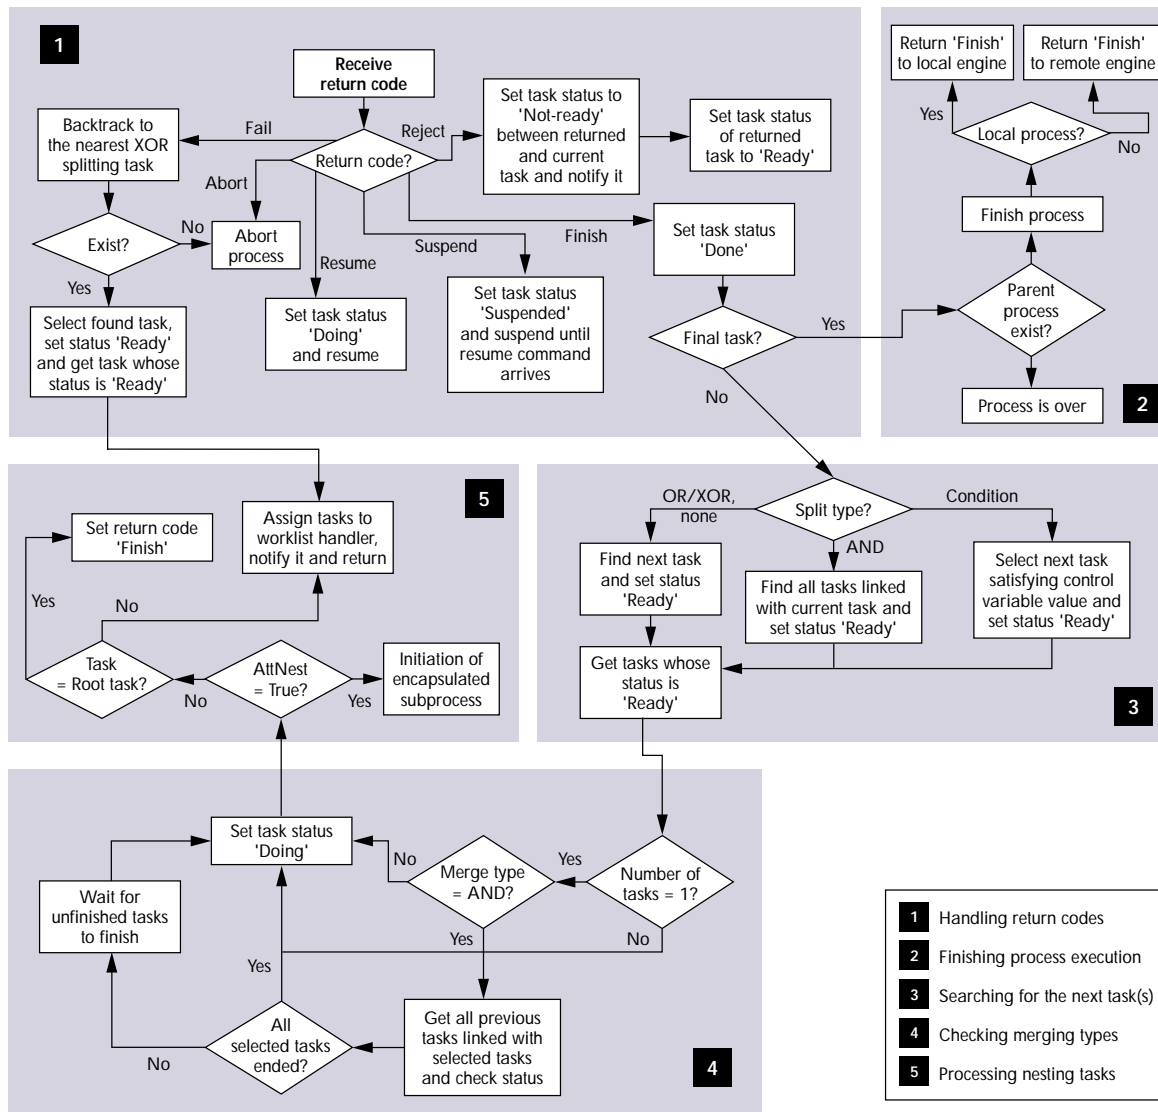 1
Receive
return code
Backtrack to
the nearest XOR
splitting task
Fail
Return code?
Reject
Set task status to
'Not-ready'
between returned
and current
task and notify it
Set task status
of returned
task to 'Ready'
Abort
Exist?
No
Abort
process
Resume
Suspend
Finish
Set task status
'Done'
Yes
Select found task,
set status 'Ready'
and get task whose
status is 'Ready'
Set task status
'Doing'
and resume
Set task status
'Suspended'
and suspend until
resume command
arrives
Final task?
Yes
No
Return 'Finish'
to local engine
Return 'Finish'
to remote engine
Yes
Local process?
No
Finish process
Parent
process
exist?
Process is over
2
5
Set return code
'Finish'
Assign tasks to
worklist handler,
notify it and return
Yes
No
Task
= Root task?
No
AttNest
= True?
Yes
Initiation of
encapsulated
subprocess
OR/XOR,
none
Split type?
Condition
AND
Find next task
and set status
'Ready'
Find all tasks linked
with current task and
set status 'Ready'
Select next task
satisfying control
variable value and
set status 'Ready'
Get tasks whose
status is
'Ready'
3
Set task status
'Doing'
No
Merge type
= AND?
Yes
Number of
tasks = 1?
Wait for
unfinished tasks
to finish
Yes
No
Yes
All
selected tasks
ended?
No
Get all previous
tasks linked with
selected tasks
and check status
4
1 Handling return codes
2 Finishing process execution
3 Searching for the next task(s)
4 Checking merging types
5 Processing nesting tasks